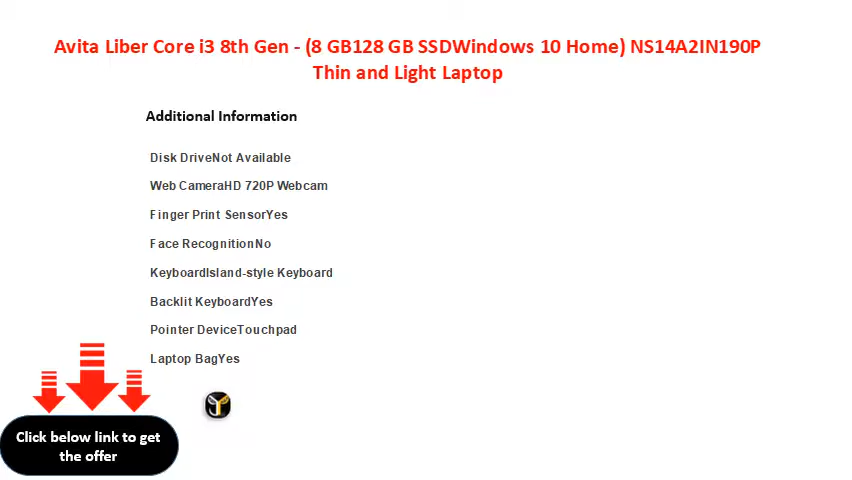 Avita Liber Core i3 8th Gen - (8 GB128 GB SSDWindows 10 Home) NS14A2IN190P
Thin and Light Laptop
Additional Information
Disk DriveNot Available
Web CameraHD 720P Webcam
Finger Print SensorYes
Face RecognitionNo
KeyboardIsland-style Keyboard
Backlit KeyboardYes
Pointer DeviceTouchpad
Laptop BagYes
Click below link to get
the offer